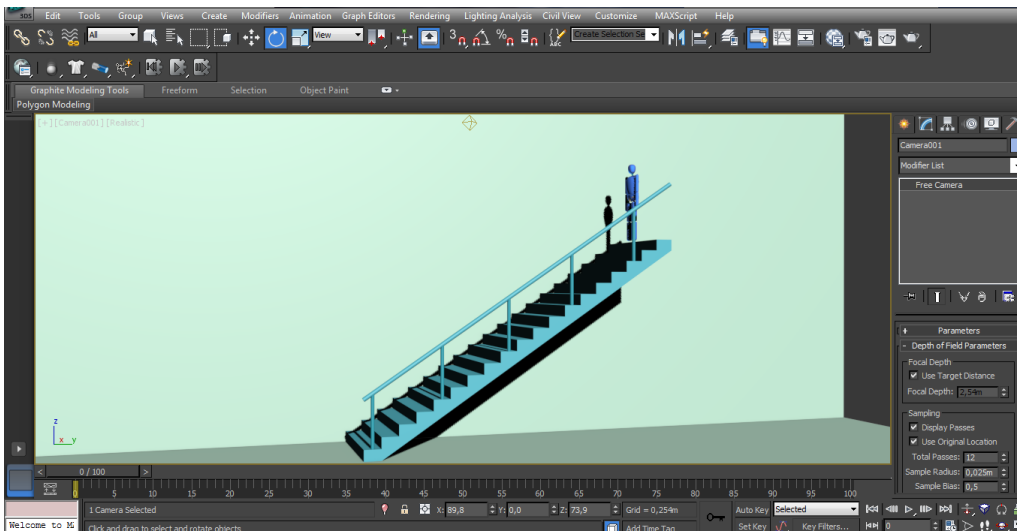 3DS Edit Tools Group Views Create Modifiers Animation Graph Editors Rendering Lighting Analysis Civil View Customize MAXScript Help
All View 3 % Create Selection Se
Graphite Modeling Tools Freeform Selection Object Paint
Polygon Modeling
[+][Camera001][Realistic]
Camera001
Modifier List
Free Camera
+ Parameters
- Depth of Field Parameters
Focal Depth
Use Target Distance
Focal Depth: 2,54m
Sampling
Display Passes
Use Original Location
Total Passes: 12
Sample Radius: 0,025m
Sample Bias: 0,5
z
x y
< 0 / 100 >
0 5 10 15 20 25 30 35 40 45 50 55 60 65 70 75 80 85 90 95 100
1 Camera Selected X: 89,8 Y: 0,0 Z: 73,9 Grid = 0,254m Auto Key Selected
Welcome to M Click and drag to select and rotate objects Add Time Tag Set Key Key Filters... 0